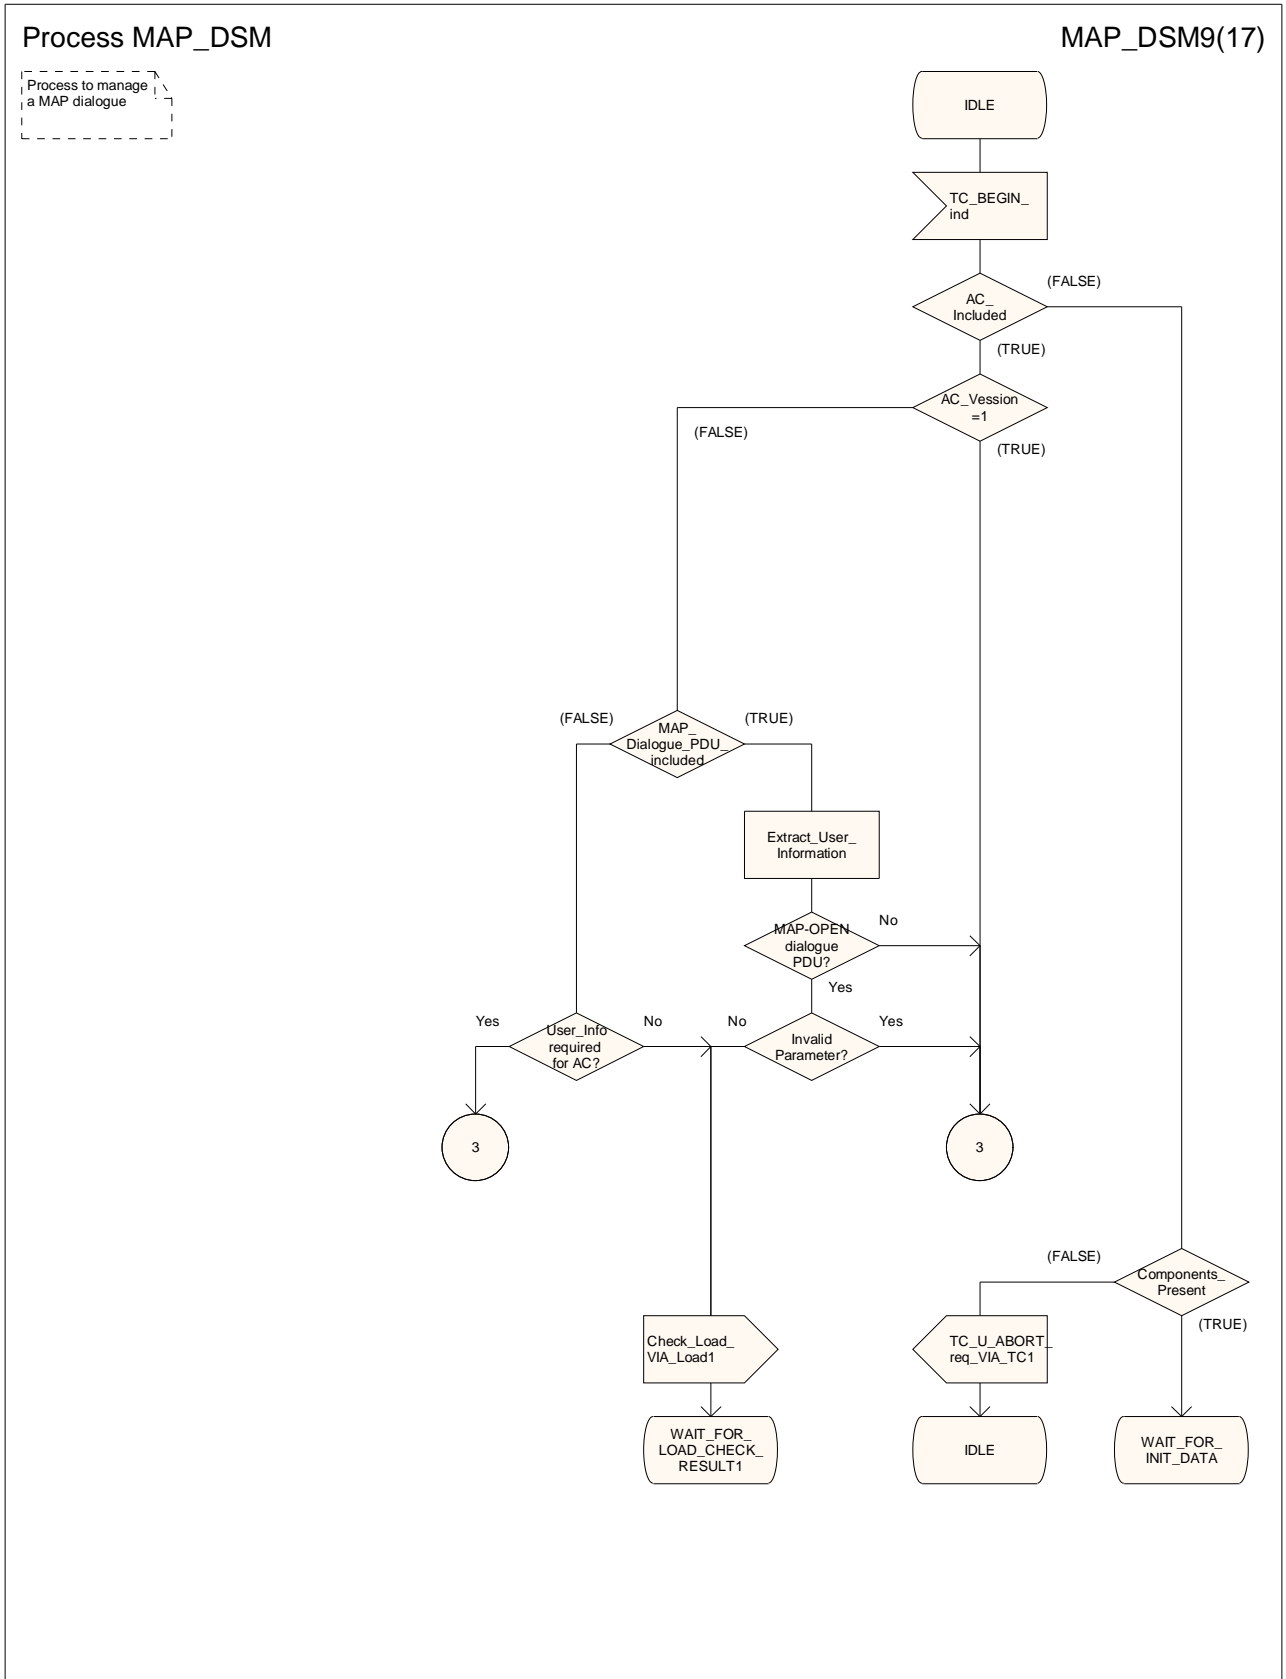 Process MAP_DSM
MAP_DSM9(17)
Process to manage
a MAP dialogue
IDLE
TC_BEGIN_
ind
(FALSE)
AC_
Included
(TRUE)
AC_Vession
=1
(FALSE)
(TRUE)
(FALSE)
(TRUE)
MAP_
Dialogue_PDU_
included
Extract_User_
Information
No
MAP-OPEN
dialogue
PDU?
Yes
Yes
No
No
Yes
User_Info
required
for AC?
Invalid
Parameter?
3
3
(FALSE)
Components_
Present
(TRUE)
Check_Load_
VIA_Load1
TC_U_ABORT_
req_VIA_TC1
WAIT_FOR_
LOAD_CHECK_
RESULT1
IDLE
WAIT_FOR_
INIT_DATA